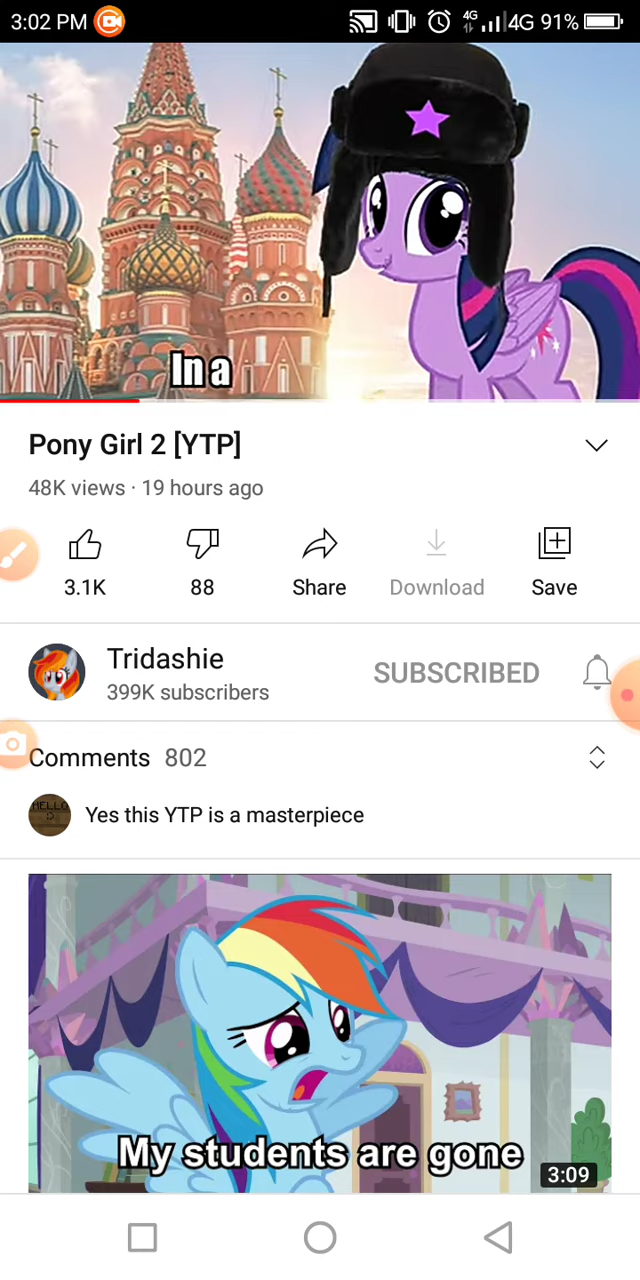 3:02 PM
4G 4G 91%
In a
Pony Girl 2 [YTP]
48K views · 19 hours ago
3.1K
88
Share
Download
Save
Tridashie
399K subscribers
SUBSCRIBED
Comments 802
HELLO
Yes this YTP is a masterpiece
My students are gone
3:09